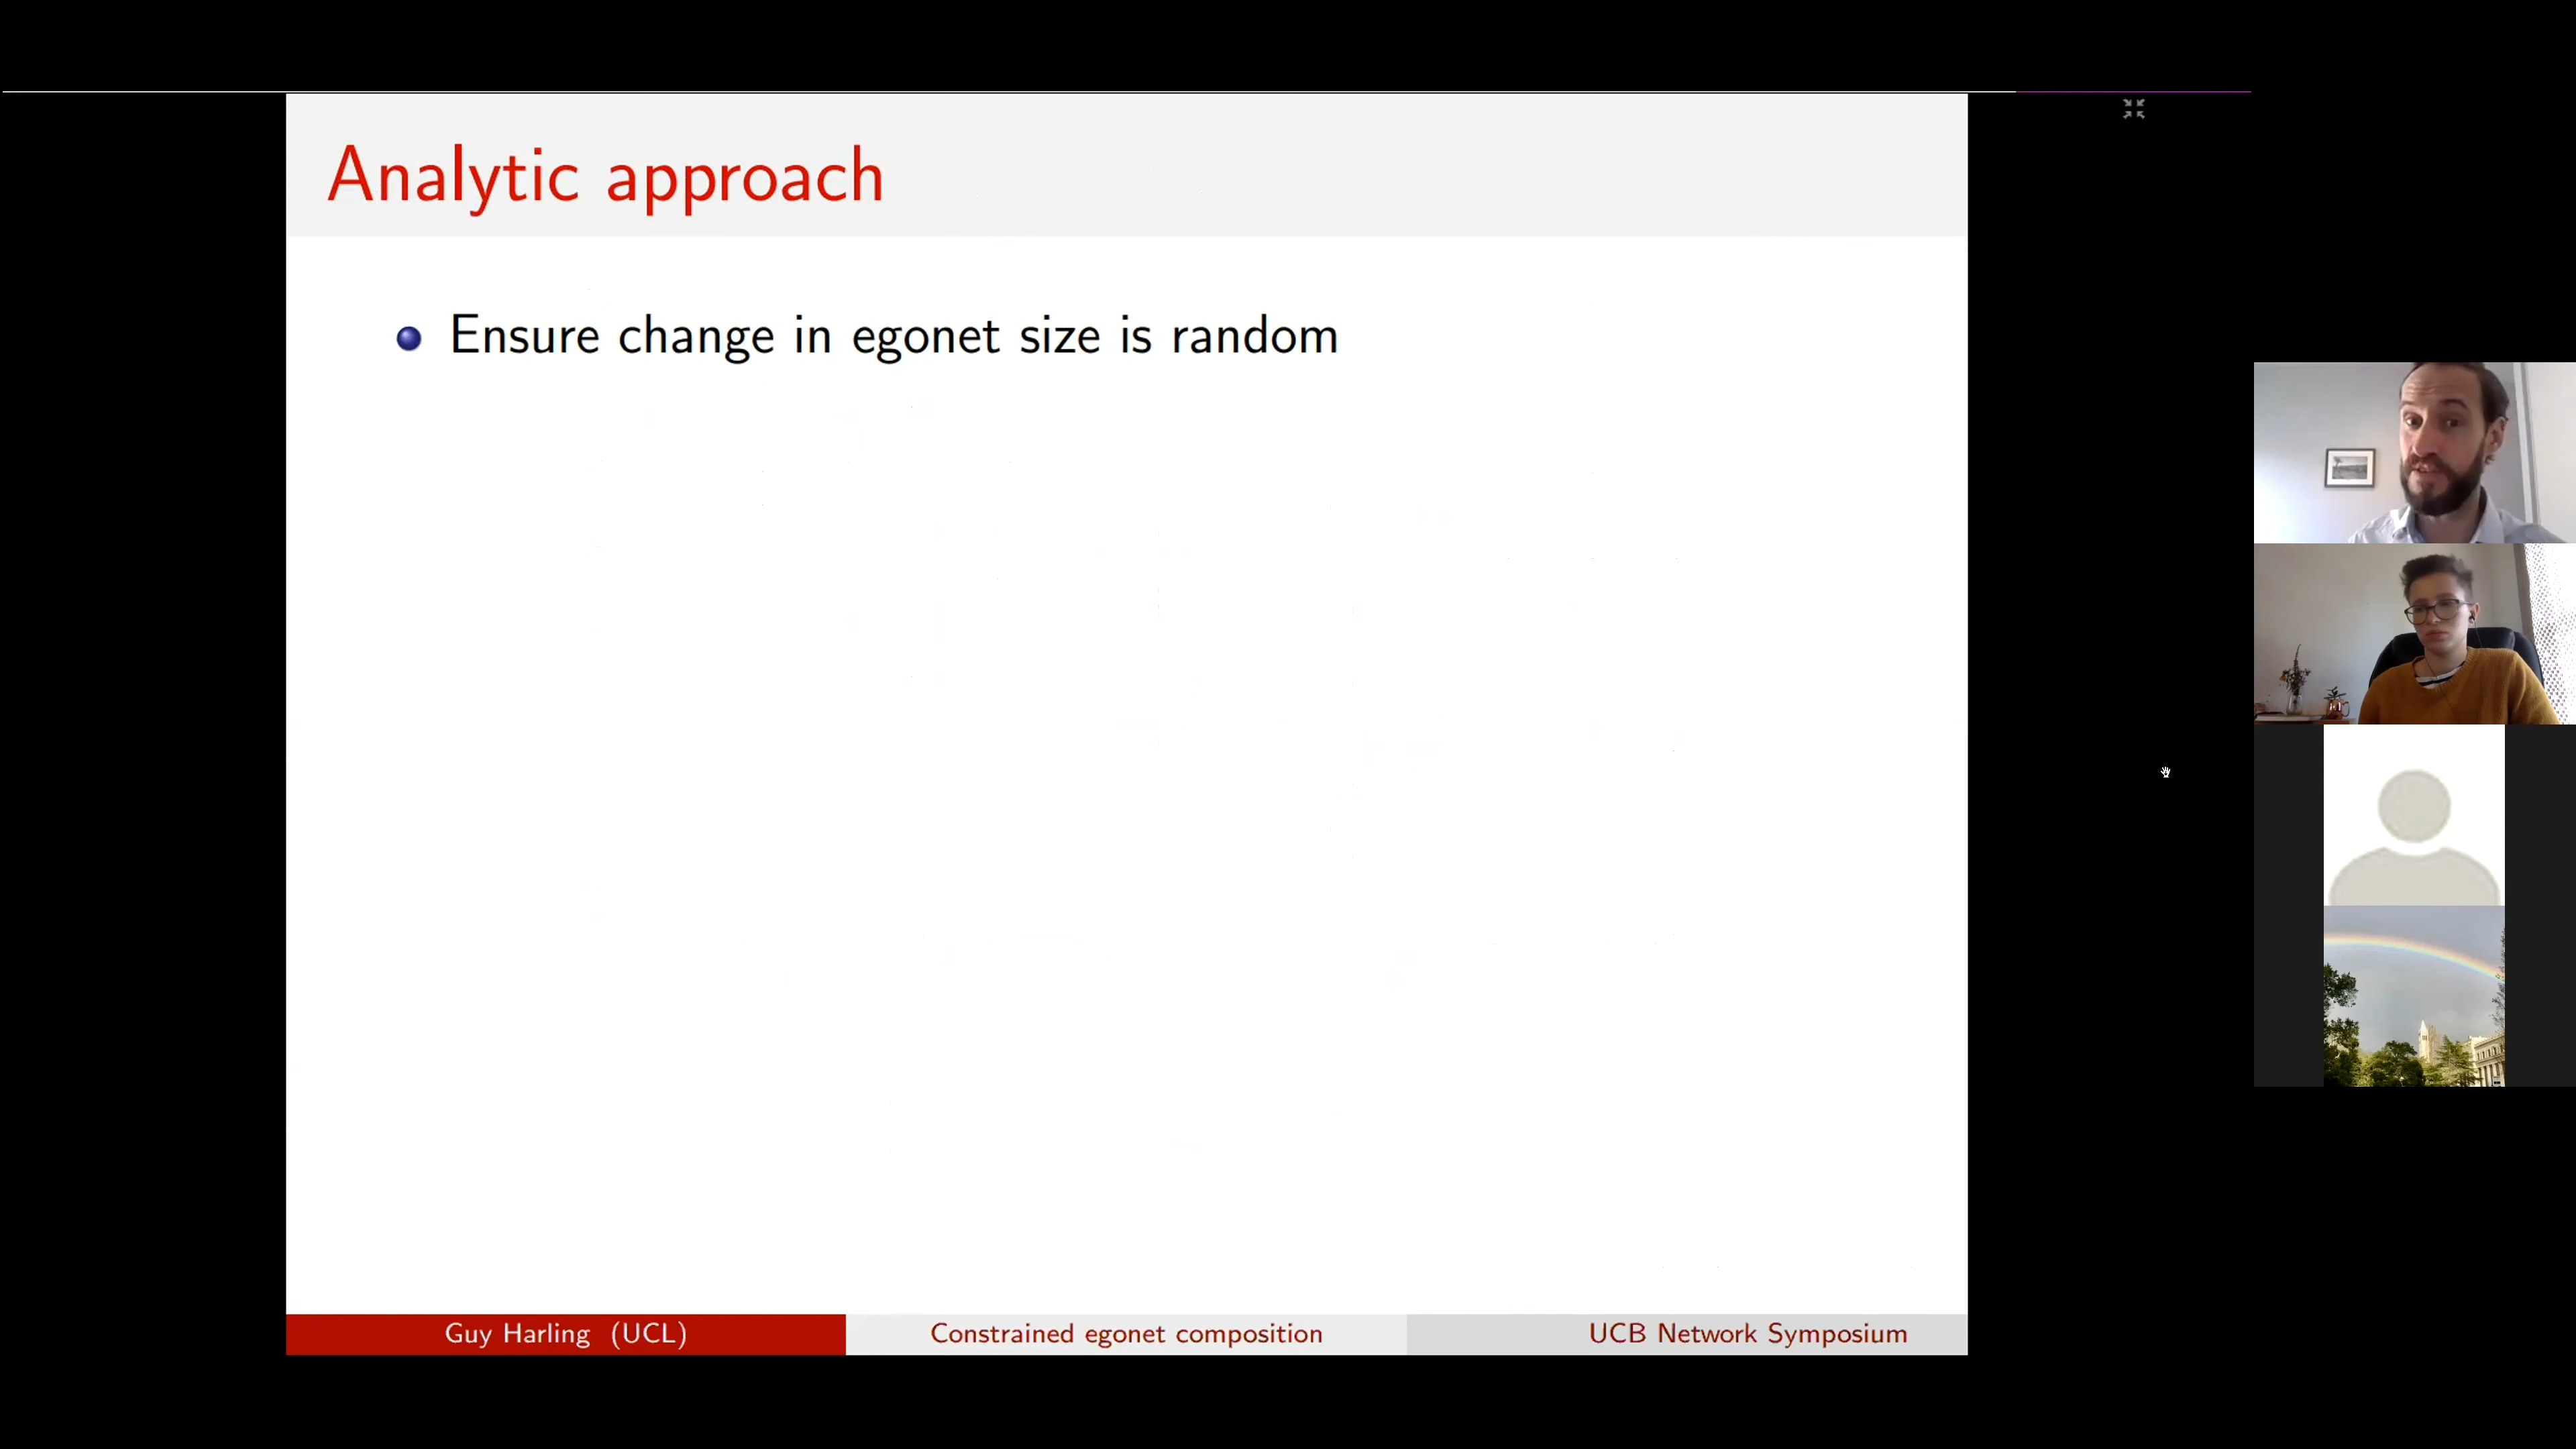 Analytic approach
Ensure change in egonet size is random
Guy Harling (UCL)
Constrained egonet composition
UCB Network Symposium